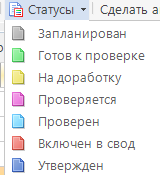 Статусы Сделать а
Запланирован
Готов к проверке
На доработку
Проверяется
Проверен
Включен в свод
Утвержден